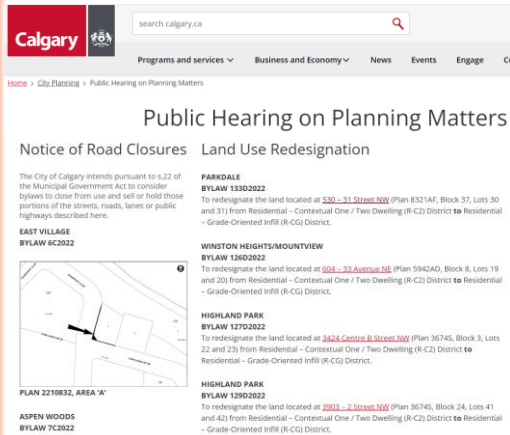 Calgary
search calgary.ca
Programs and services
Business and Economy
News
Events
Engage
Home > City Planning > Public Hearing on Planning Matters
Public Hearing on Planning Matters
Notice of Road Closures
The City of Calgary intends pursuant to s.22 of
the Municipal Government Act to consider
bylaws to close from use and sell or hold those
portions of the streets, roads, lanes or public
highways described here.
EAST VILLAGE
BYLAW 6C2022
PLAN 2210832, AREA 'A'
ASPEN WOODS
BYLAW 7C2022
Land Use Redesignation
PARKDALE
BYLAW 133D2022
To redesignate the land located at 530 – 31 Street NW (Plan 8321AF, Block 37, Lots 30
and 31) from Residential – Contextual One / Two Dwelling (R-C2) District to Residential
– Grade-Oriented Infill (R-CG) District.
WINSTON HEIGHTS/MOUNTVIEW
BYLAW 126D2022
To redesignate the land located at 604 – 33 Avenue NE (Plan 5942AD, Block 8, Lots 19
and 20) from Residential – Contextual One / Two Dwelling (R-C2) District to Residential
– Grade-Oriented Infill (R-CG) District.
HIGHLAND PARK
BYLAW 127D2022
To redesignate the land located at 3424 Centre B Street NW (Plan 3674S, Block 3, Lots
22 and 23) from Residential – Contextual One / Two Dwelling (R-C2) District to
Residential – Grade-Oriented Infill (R-CG) District.
HIGHLAND PARK
BYLAW 129D2022
To redesignate the land located at 3903 – 2 Street NW (Plan 3674S, Block 24, Lots 41
and 42) from Residential – Contextual One / Two Dwelling (R-C2) District to Residential
– Grade-Oriented Infill (R-CG) District.